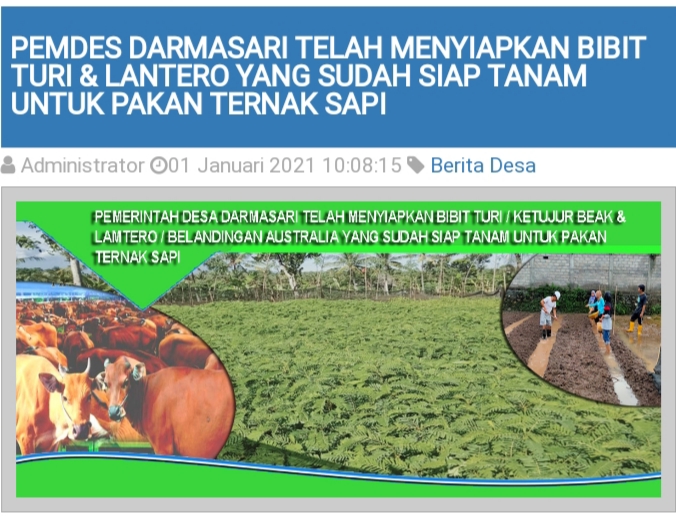 PEMDES DARMASARI TELAH MENYIAPKAN BIBIT
TURI & LANTERO YANG SUDAH SIAP TANAM
UNTUK PAKAN TERNAK SAPI
Administrator 01 Januari 2021 10:08:15 Berita Desa
PEMERINTAH DESA DARMASARI TELAH MENYIAPKAN BIBIT TURI / KETUJUR BEAK &
LAMTERO / BELANDINGAN AUSTRALIA YANG SUDAH SIAP TANAM UNTUK PAKAN
TERNAK SAPI